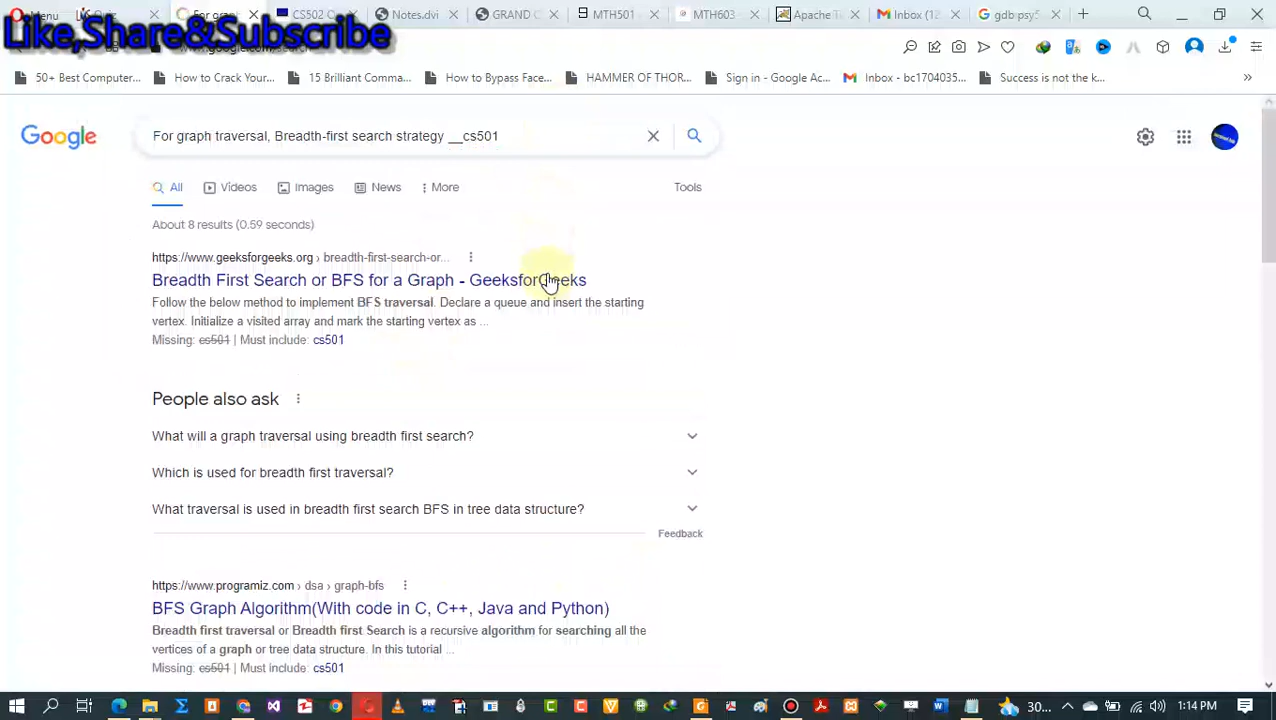 Menu
Quiz
For grap
CS502 Q
Notes.dv
GRAND
MTH501
MTH603
Apache T
Inbox (12
gdb psy5
Like,Share&Subscribe
50+ Best Computer...
How to Crack Your...
15 Brilliant Comma...
How to Bypass Face...
HAMMER OF THOR...
Sign in - Google Ac...
Inbox - bc1704035...
Success is not the k...
»
Google
For graph traversal, Breadth-first search strategy __cs501
All
Videos
Images
News
More
Tools
About 8 results (0.59 seconds)
https://www.geeksforgeeks.org › breadth-first-search-or...
Breadth First Search or BFS for a Graph - GeeksforGeeks
Follow the below method to implement BFS traversal. Declare a queue and insert the starting
vertex. Initialize a visited array and mark the starting vertex as ...
Missing: cs501 | Must include: cs501
People also ask
What will a graph traversal using breadth first search?
Which is used for breadth first traversal?
What traversal is used in breadth first search BFS in tree data structure?
Feedback
https://www.programiz.com › dsa › graph-bfs
BFS Graph Algorithm(With code in C, C++, Java and Python)
Breadth first traversal or Breadth first Search is a recursive algorithm for searching all the
vertices of a graph or tree data structure. In this tutorial ...
Missing: cs501 | Must include: cs501
30...
1:14 PM